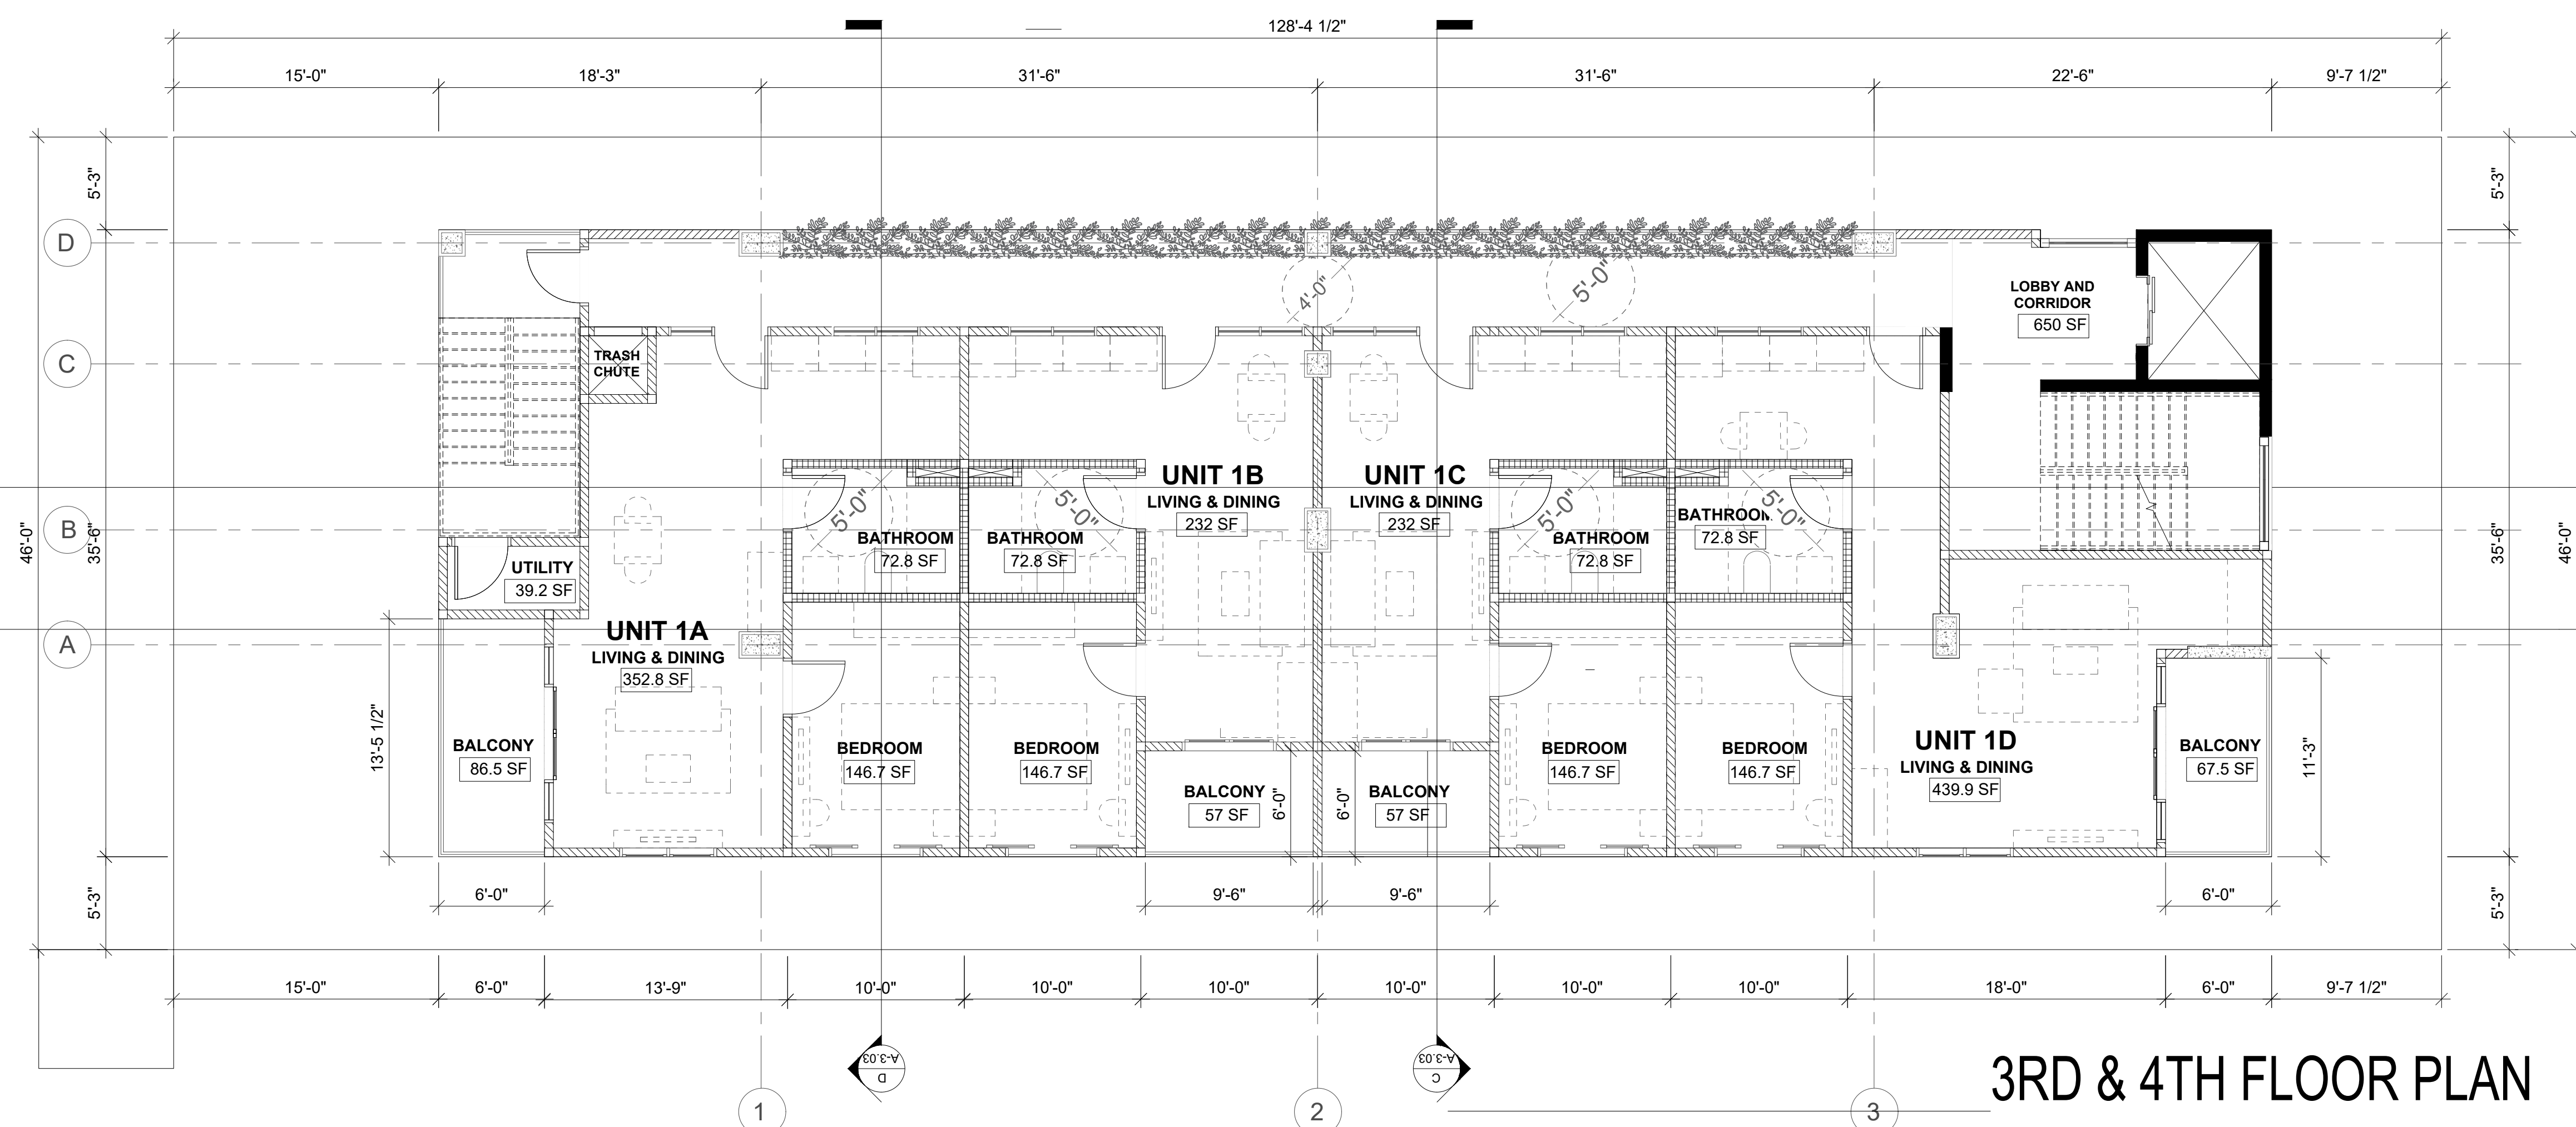 128'-4 1/2"
15'-0"
18'-3"
31'-6"
31'-6"
22'-6"
9'-7 1/2"
5'-3"
5'-3"
D
4'-0"
5'-0"
LOBBY AND
CORRIDOR
650 SF
C
TRASH
CHUTE
UNIT 1B
LIVING & DINING
232 SF
UNIT 1C
LIVING & DINING
232 SF
5'-0"
5'-0"
5'-0"
5'-0"
B
46'-0"
35'-6"
BATHROOM
72.8 SF
BATHROOM
72.8 SF
BATHROOM
72.8 SF
BATHROOM
72.8 SF
35'-6"
46'-0"
UTILITY
39.2 SF
A
UNIT 1A
LIVING & DINING
352.8 SF
13'-5 1/2"
BALCONY
86.5 SF
BEDROOM
146.7 SF
BEDROOM
146.7 SF
BALCONY
57 SF
6'-0"
6'-0"
BALCONY
57 SF
BEDROOM
146.7 SF
BEDROOM
146.7 SF
UNIT 1D
LIVING & DINING
439.9 SF
BALCONY
67.5 SF
11'-3"
5'-3"
6'-0"
9'-6"
9'-6"
6'-0"
5'-3"
15'-0"
6'-0"
13'-9"
10'-0"
10'-0"
10'-0"
10'-0"
10'-0"
10'-0"
18'-0"
6'-0"
9'-7 1/2"
A-3.03
D
A-3.03
C
1
2
3
3RD & 4TH FLOOR PLAN